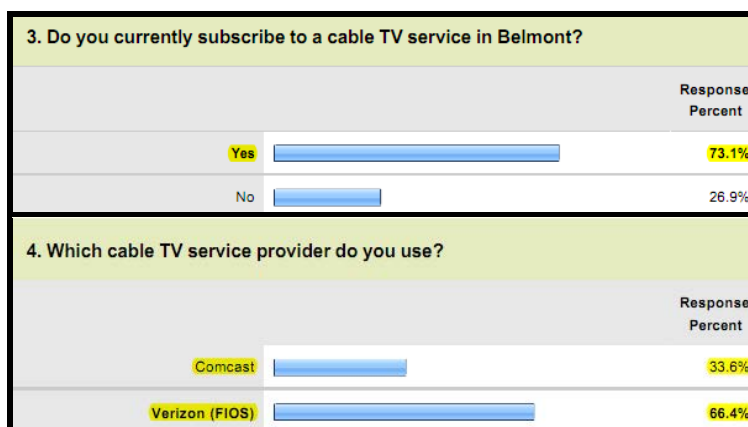 3. Do you currently subscribe to a cable TV service in Belmont?
Response
Percent
Yes 73.1%
No 26.9%
4. Which cable TV service provider do you use?
Response
Percent
Comcast 33.6%
Verizon (FIOS) 66.4%